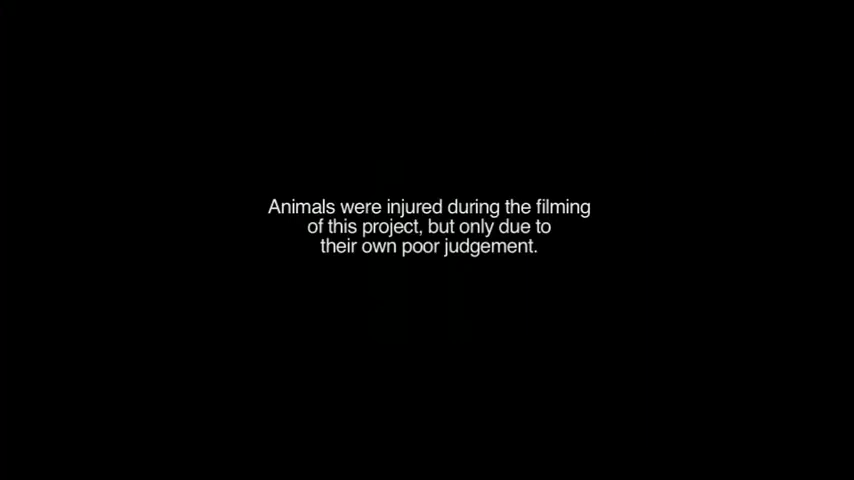 Animals were injured during the filming
of this project, but only due to
their own poor judgement.